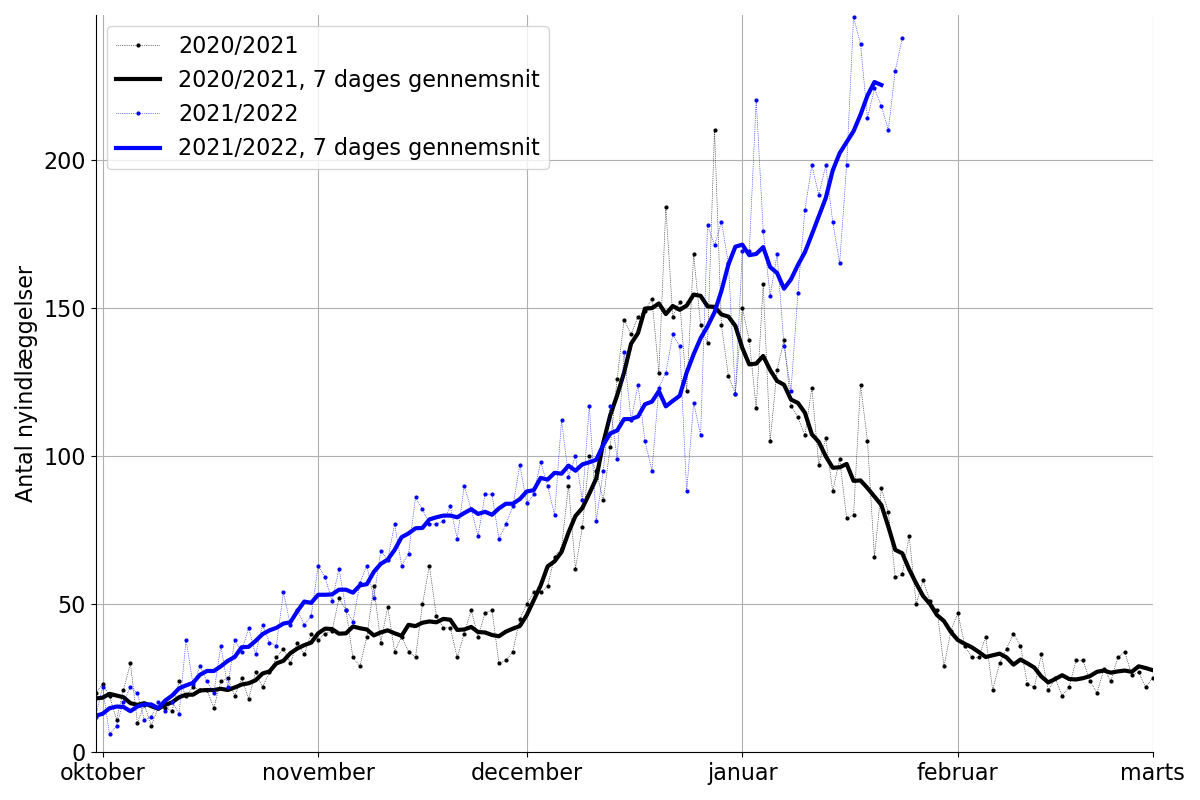 2020/2021
2020/2021, 7 dages gennemsnit
2021/2022
2021/2022, 7 dages gennemsnit
Antal nyindlæggelser
200
150
100
50
0
oktober november december januar februar marts